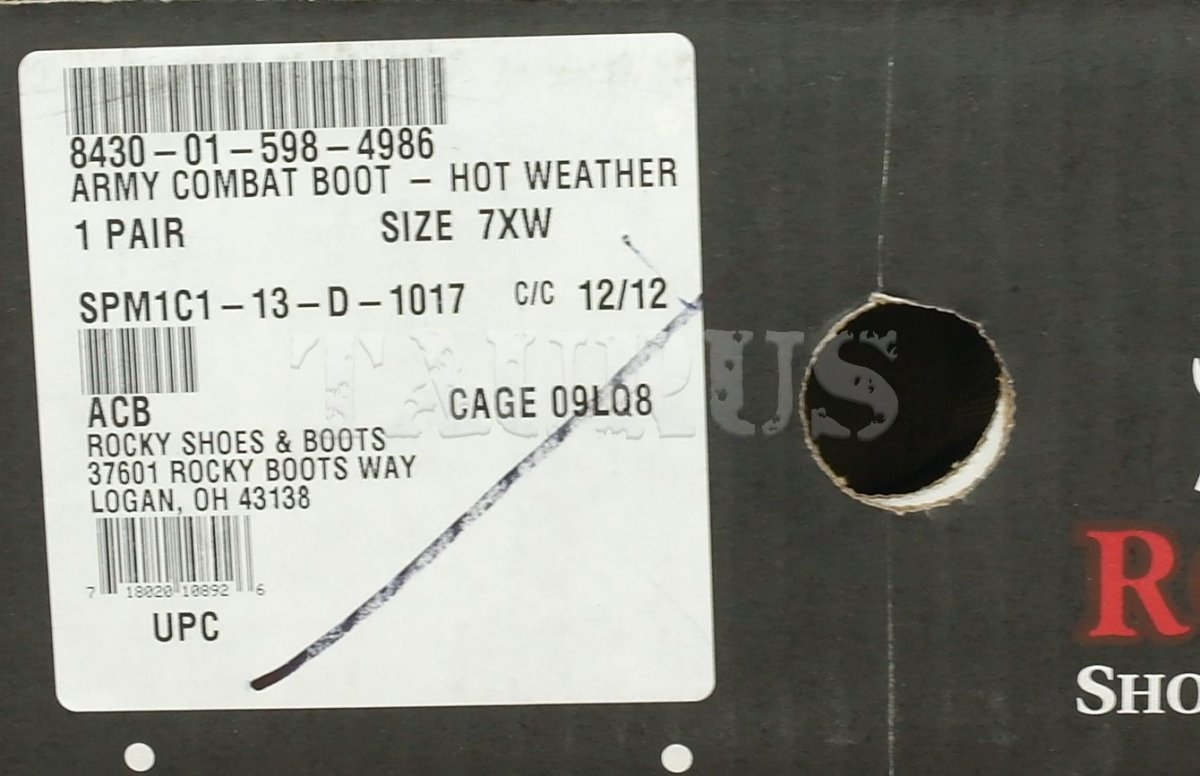 8430-01-598-4986
ARMY COMBAT BOOT - HOT WEATHER
1 PAIR SIZE 7XW
SPM1C1-13-D-1017 C/C 12/12
TAURUS
ACB CAGE 09LQ8
ROCKY SHOES & BOOTS
37601 ROCKY BOOTS WAY
LOGAN, OH 43138
7 18020 10892 6
UPC
R
SHO